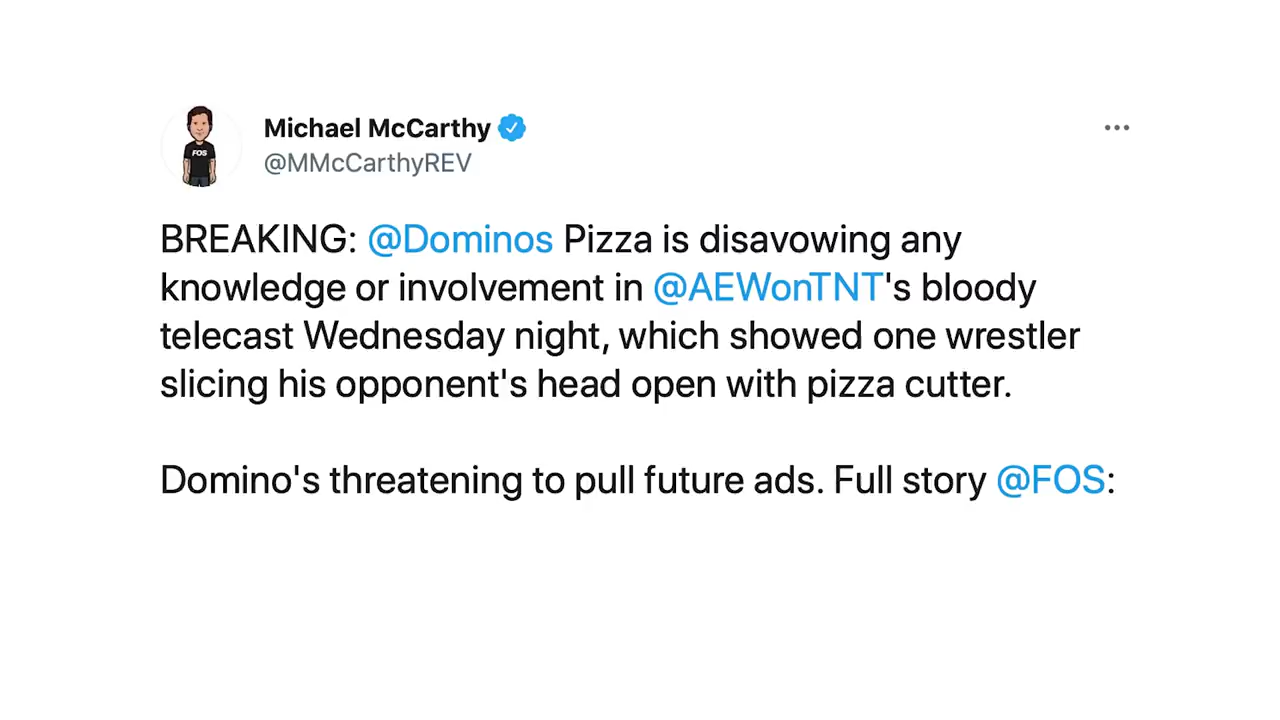 Michael McCarthy
@MMcCarthyREV
FOS
BREAKING: @Dominos Pizza is disavowing any
knowledge or involvement in @AEWonTNT's bloody
telecast Wednesday night, which showed one wrestler
slicing his opponent's head open with pizza cutter.
Domino's threatening to pull future ads. Full story @FOS: